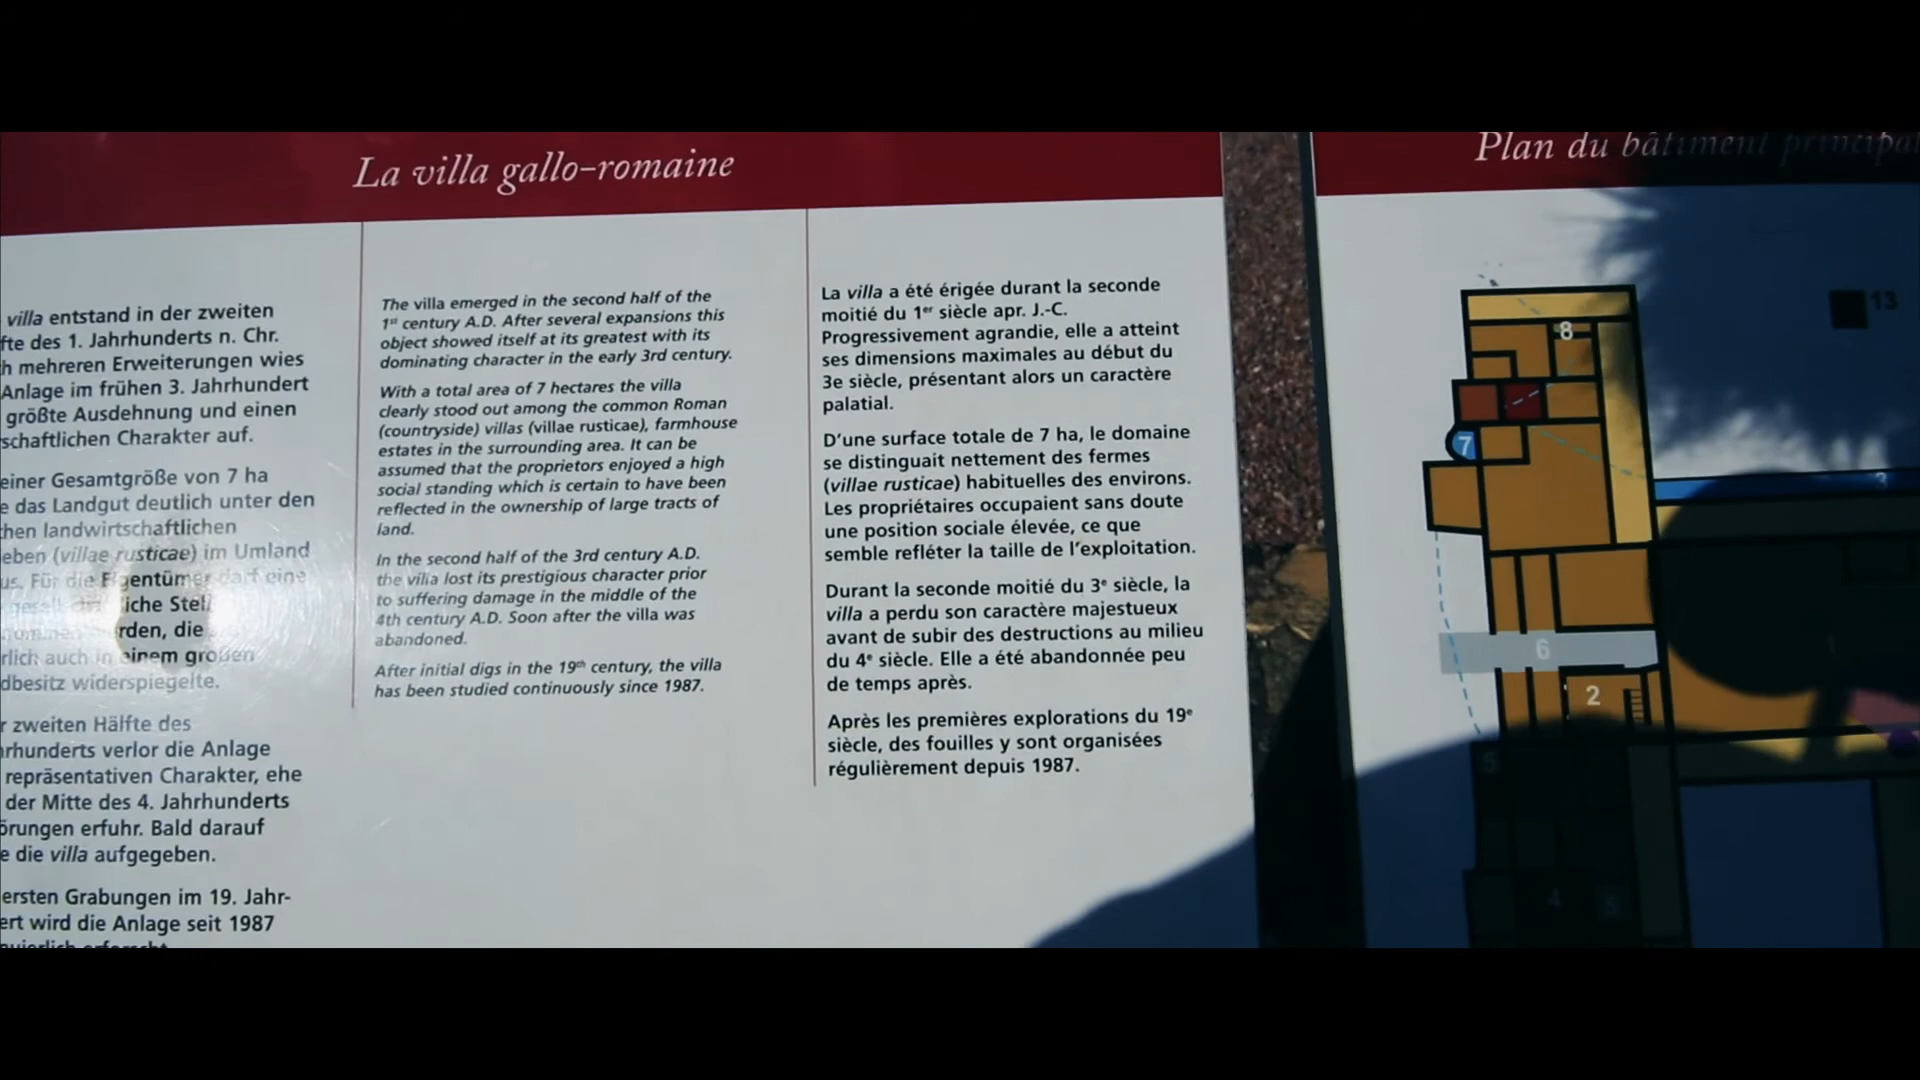 La villa gallo-romaine
villa entstand in der zweiten
fte des 1. Jahrhunderts n. Chr.
h mehreren Erweiterungen wies
Anlage im frühen 3. Jahrhundert
größte Ausdehnung und einen
schaftlichen Charakter auf.
einer Gesamtgröße von 7 ha
e das Landgut deutlich unter den
chen landwirtschaftlichen
eben (villae rusticae) im Umland
us. Für die Eigentümer darf eine
iche Stel
rden, die
rlich auch in einem großen
dbesitz widerspiegelte.
r zweiten Hälfte des
hrhunderts verlor die Anlage
repräsentativen Charakter, ehe
der Mitte des 4. Jahrhunderts
örungen erfuhr. Bald darauf
e die villa aufgegeben.
ersten Grabungen im 19. Jahr-
ert wird die Anlage seit 1987
The villa emerged in the second half of the
1st century A.D. After several expansions this
object showed itself at its greatest with its
dominating character in the early 3rd century.
With a total area of 7 hectares the villa
clearly stood out among the common Roman
(countryside) villas (villae rusticae), farmhouse
estates in the surrounding area. It can be
assumed that the proprietors enjoyed a high
social standing which is certain to have been
reflected in the ownership of large tracts of
land.
In the second half of the 3rd century A.D.
the villa lost its prestigious character prior
to suffering damage in the middle of the
4th century A.D. Soon after the villa was
abandoned.
After initial digs in the 19th century, the villa
has been studied continuously since 1987.
La villa a été érigée durant la seconde
moitié du 1er siècle apr. J.-C.
Progressivement agrandie, elle a atteint
ses dimensions maximales au début du
3e siècle, présentant alors un caractère
palatial.
D'une surface totale de 7 ha, le domaine
se distinguait nettement des fermes
(villae rusticae) habituelles des environs.
Les propriétaires occupaient sans doute
une position sociale élevée, ce que
semble refléter la taille de l'exploitation.
Durant la seconde moitié du 3e siècle, la
villa a perdu son caractère majestueux
avant de subir des destructions au milieu
du 4e siècle. Elle a été abandonnée peu
de temps après.
Après les premières explorations du 19e
siècle, des fouilles y sont organisées
régulièrement depuis 1987.
Plan du bâtiment principal
13
8
7
3
6
2
5
4
5